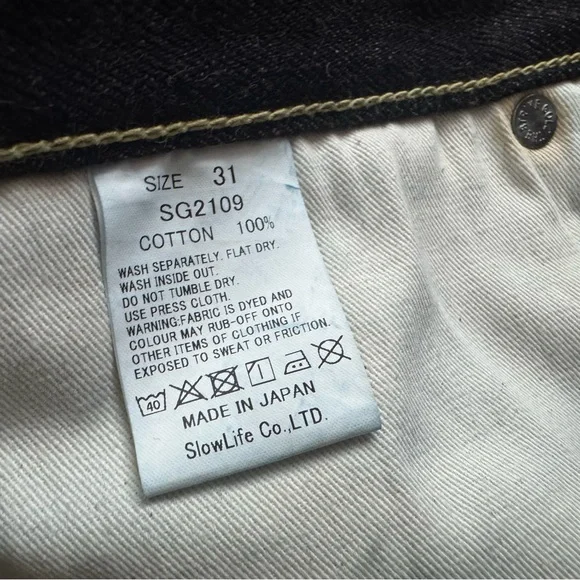 SIZE 31
SG2109
COTTON 100%
WASH SEPARATELY. FLAT DRY.
WASH INSIDE OUT.
DO NOT TUMBLE DRY.
USE PRESS CLOTH.
WARNING:FABRIC IS DYED AND
COLOUR MAY RUB-OFF ONTO
OTHER ITEMS OF CLOTHING IF
EXPOSED TO SWEAT OR FRICTION.
40
MADE IN JAPAN
SlowLife Co.,LTD.